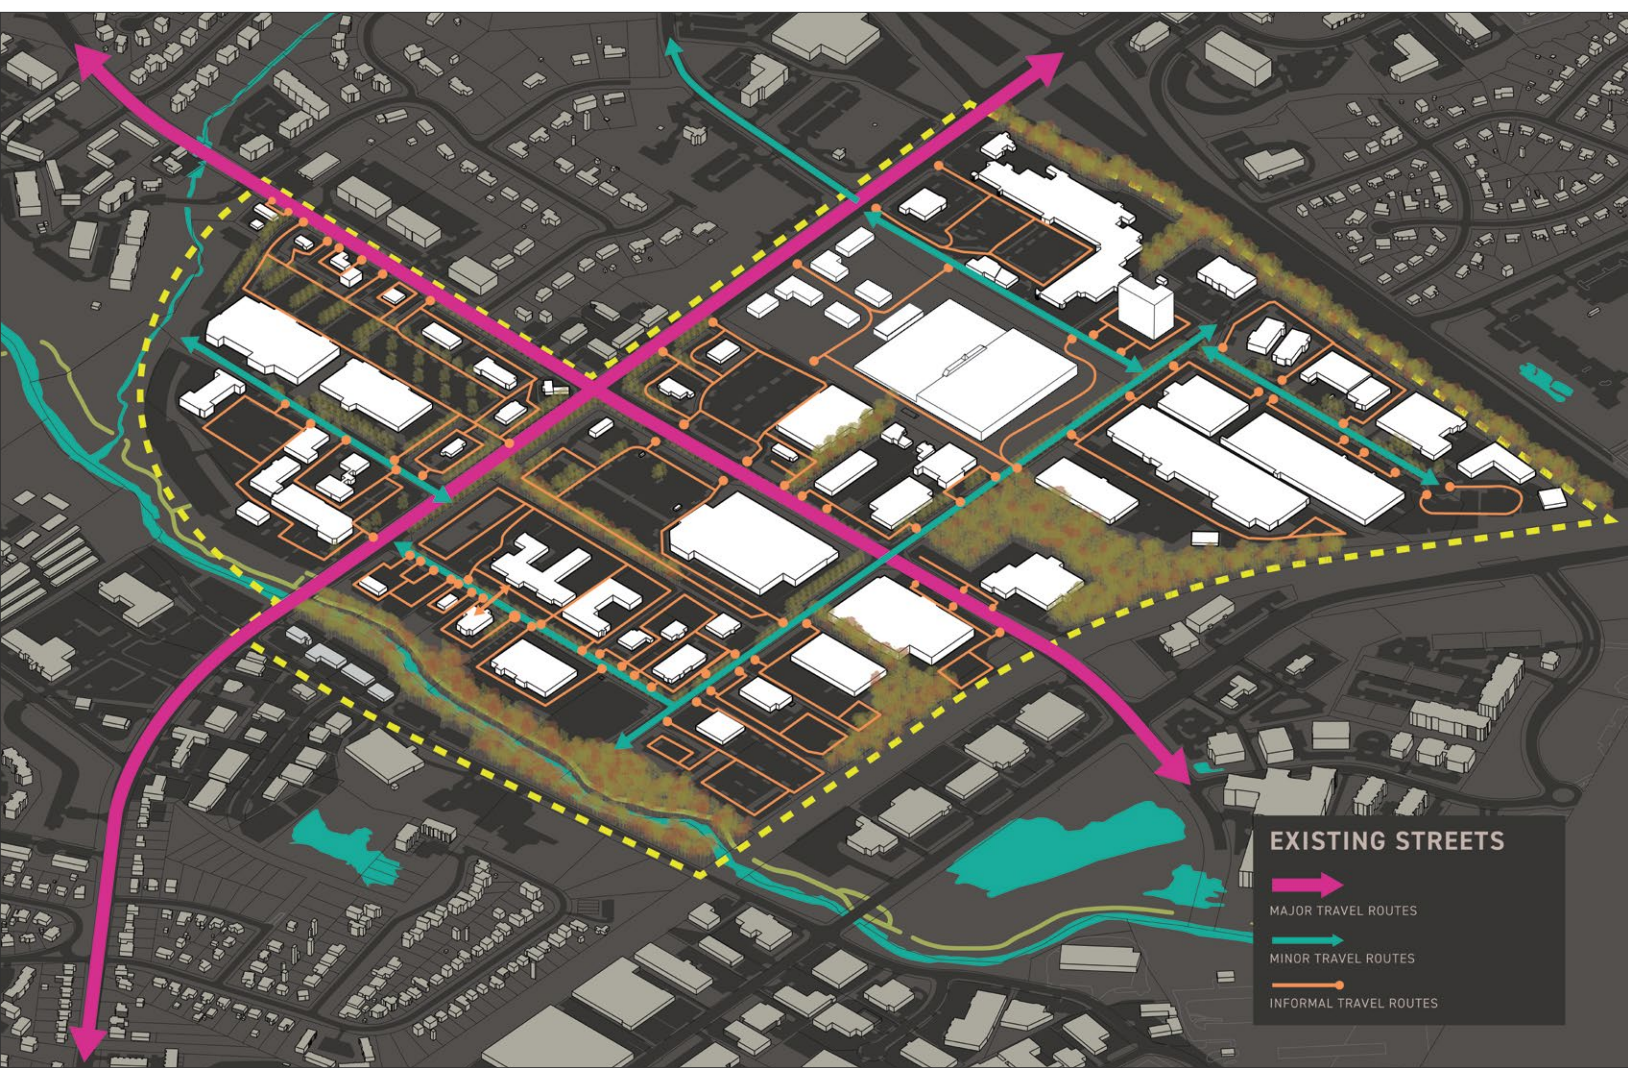 EXISTING STREETS
MAJOR TRAVEL ROUTES
MINOR TRAVEL ROUTES
INFORMAL TRAVEL ROUTES